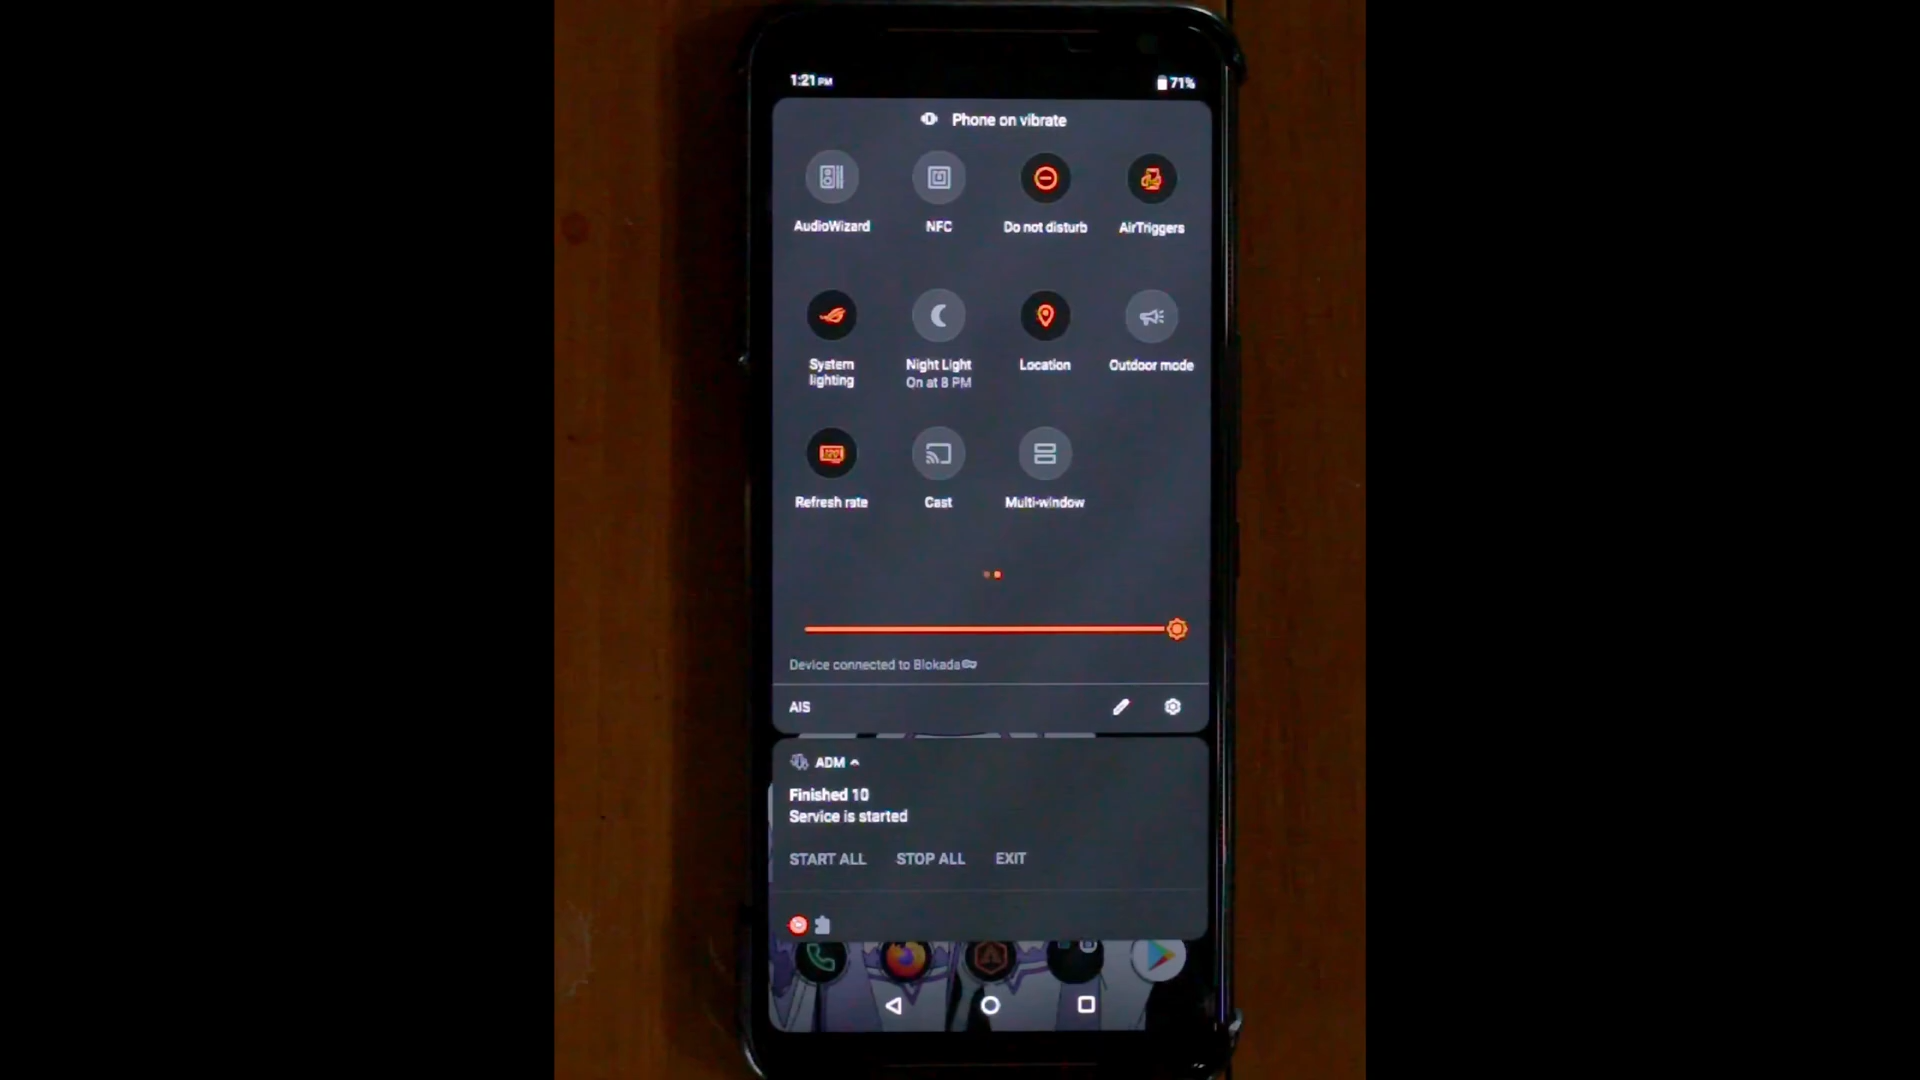 1:21 PM
71%
Phone on vibrate
AudioWizard
NFC
Do not disturb
AirTriggers
System
lighting
Night Light
On at 8 PM
Location
Outdoor mode
120
Refresh rate
Cast
Multi-window
Device connected to Blokada
AIS
ADM
Finished 10
Service is started
START ALL
STOP ALL
EXIT